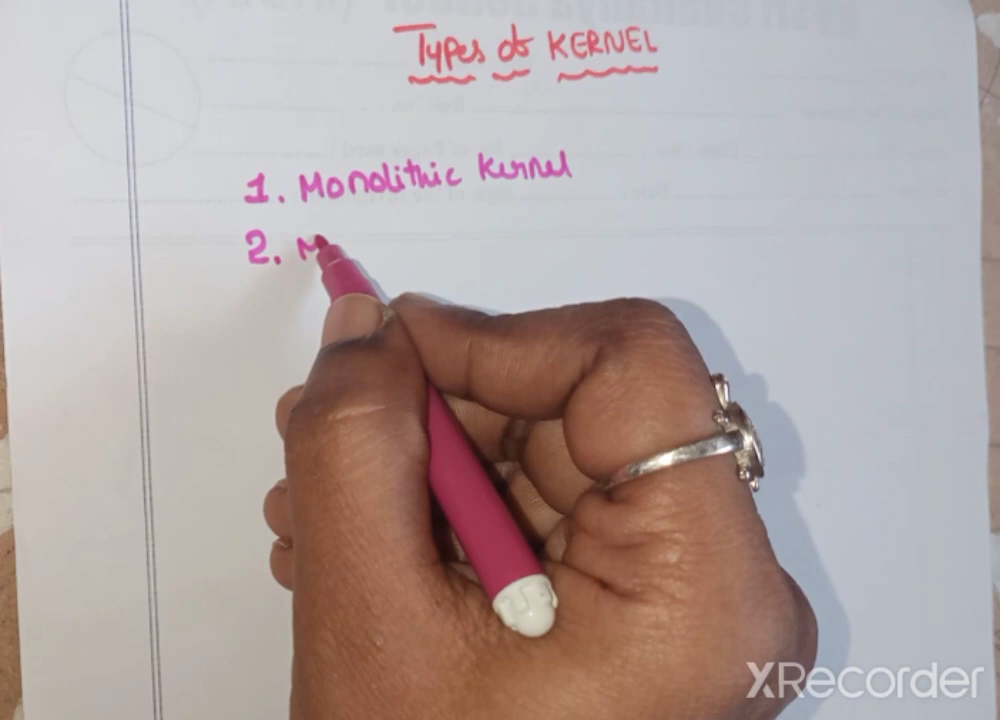 Types of KERNEL
1. Monolithic Kernel
2. M
XRecorder